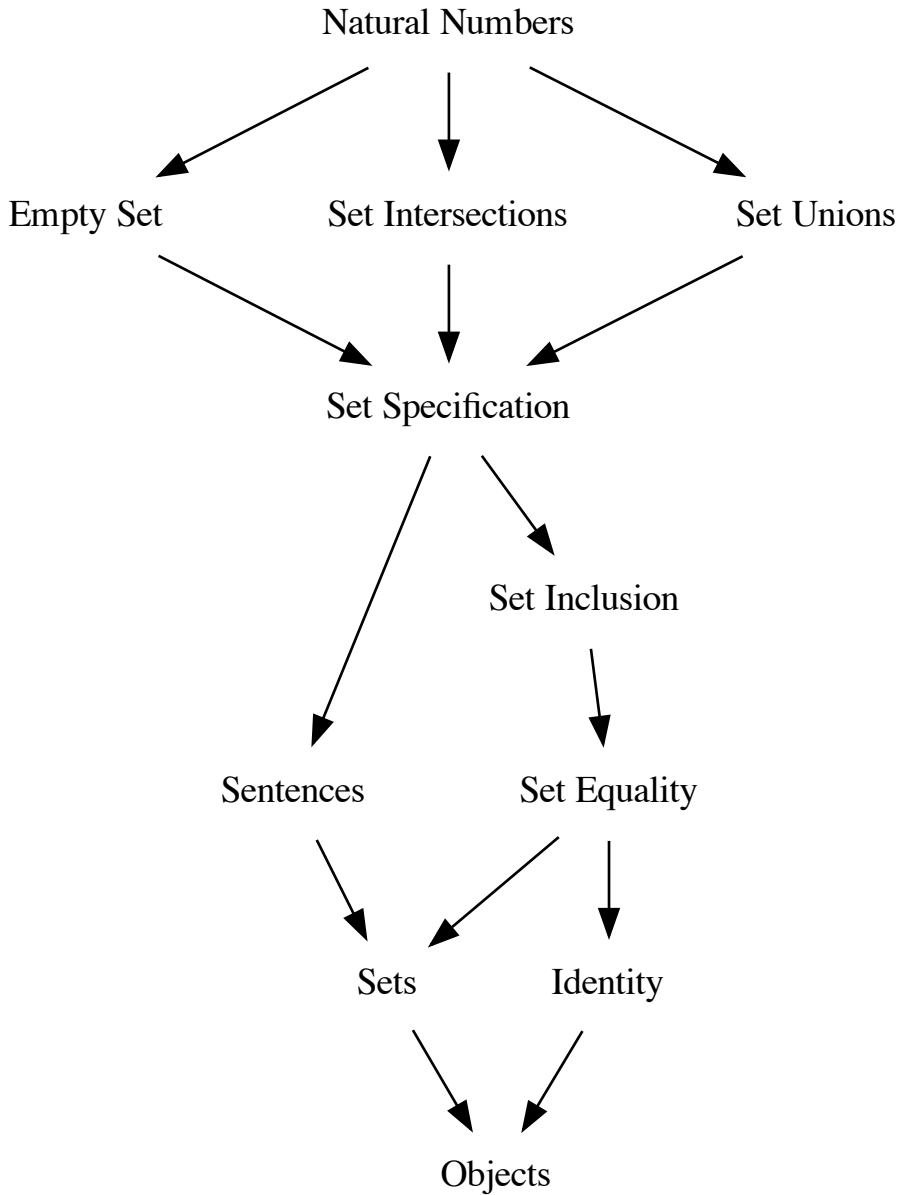 Natural Numbers
Empty Set
Set Intersections
Set Unions
Set Specification
Set Inclusion
Sentences
Set Equality
Sets
Identity
Objects